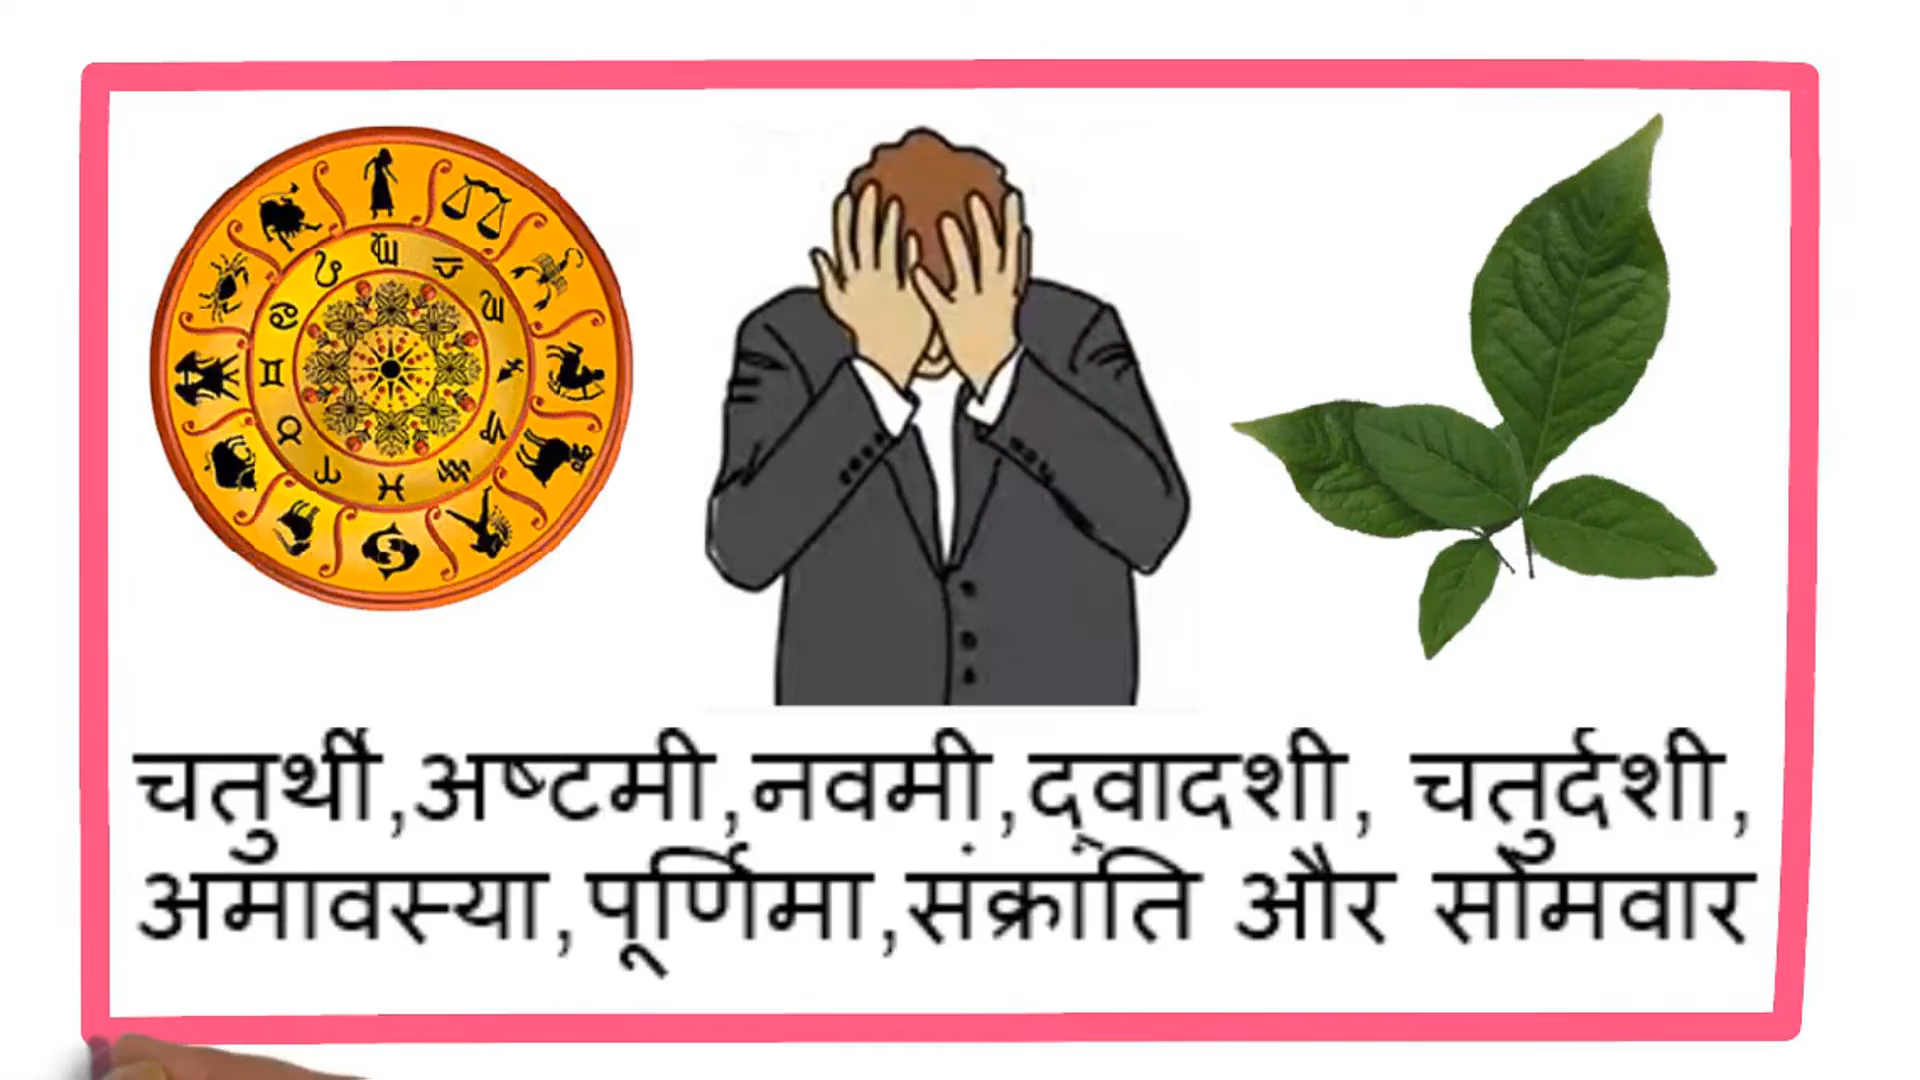 चतुर्थी,अष्टमी,नवमी,द्वादशी, चतुर्दशी,
अमावस्या,पूर्णिमा,संक्रांति और सोमवार